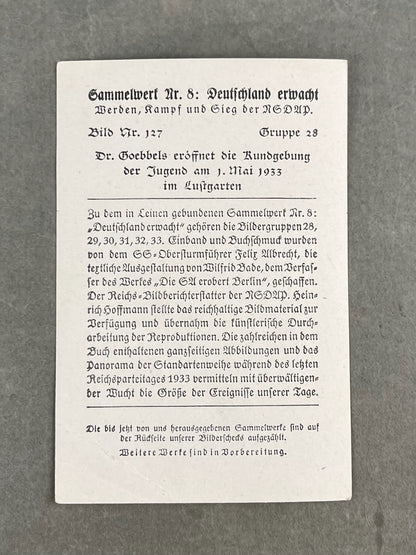 Sammelwerk Nr. 8: Deutschland erwacht
Werden, Kampf und Sieg der NSDAP.
Bild Nr. 127 Gruppe 28
Dr. Goebbels eröffnet die Kundgebung
der Jugend am 1. Mai 1933
im Lustgarten
Zu dem in Leinen gebundenen Sammelwerk Nr. 8:
„Deutschland erwacht" gehören die Bildergruppen 28,
29, 30, 31, 32, 33. Einband und Buchschmuck wurden
von dem SS-Obersturmführer Felix Albrecht, die
textliche Ausgestaltung von Wilfrid Bade, dem Verfas-
ser des Werkes „Die SA erobert Berlin", geschaffen.
Der Reichs-Bildberichterstatter der NSDAP. Hein-
rich Hoffmann stellte das reichhaltige Bildmaterial zur
Verfügung und übernahm die künstlerische Durch-
arbeitung der Reproduktionen. Die zahlreichen in dem
Buch enthaltenen ganzseitigen Abbildungen und das
Panorama der Standartenweihe während des letzten
Reichsparteitages 1933 vermitteln mit überwältigen-
der Wucht die Größe der Ereignisse unserer Tage.
Die bis jetzt von uns herausgegebenen Sammelwerke sind auf
der Rückseite unserer Bilderschecks aufgezählt.
Weitere Werke sind in Vorbereitung.